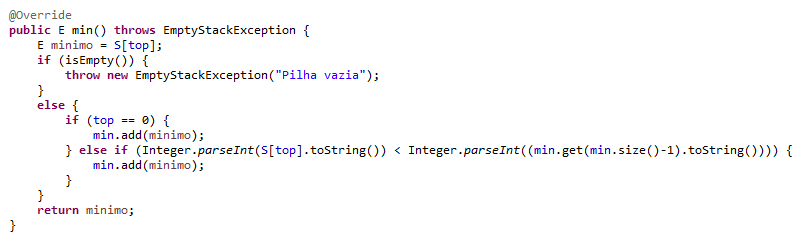 @Override
public E min() throws EmptyStackException {
    E minimo = S[top];
    if (isEmpty()) {
        throw new EmptyStackException("Pilha vazia");
    }
    else {
        if (top == 0) {
            min.add(minimo);
        } else if (Integer.parseInt(S[top].toString()) < Integer.parseInt((min.get(min.size()-1).toString()))) {
            min.add(minimo);
        }
    }
    return minimo;
}